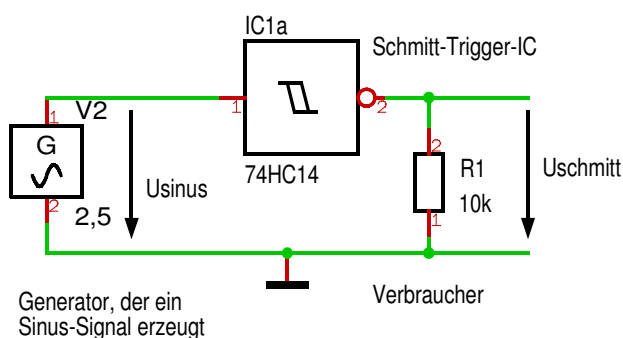 IC1a
Schmitt-Trigger-IC
1
V2
G
1
2
Usinus
74HC14
2
R1
10k
Uschmitt
2
2,5
1
Generator, der ein
Sinus-Signal erzeugt
Verbraucher